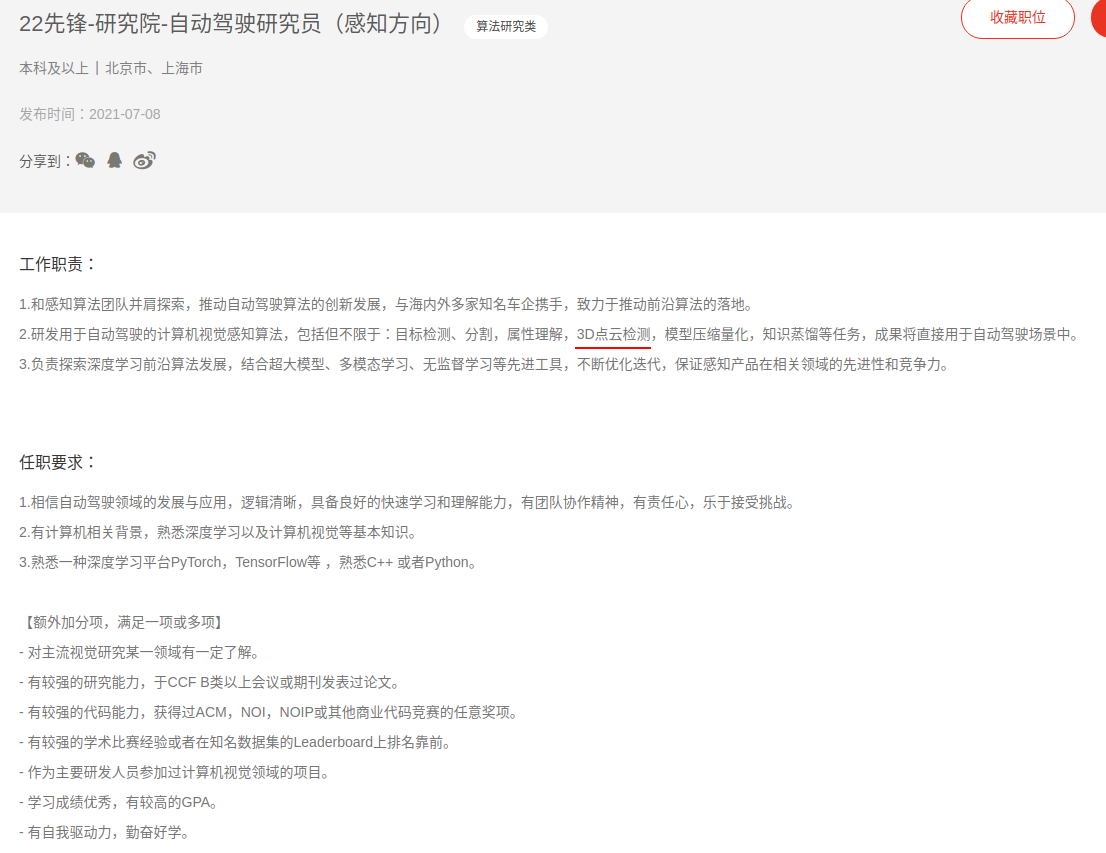 22先锋-研究院-自动驾驶研究员（感知方向） 算法研究类
收藏职位
本科及以上 | 北京市、上海市
发布时间：2021-07-08
分享到：
工作职责：
1.和感知算法团队并肩探索，推动自动驾驶算法的创新发展，与海内外多家知名车企携手，致力于推动前沿算法的落地。
2.研发用于自动驾驶的计算机视觉感知算法，包括但不限于：目标检测、分割，属性理解，3D点云检测，模型压缩量化，知识蒸馏等任务，成果将直接用于自动驾驶场景中。
3.负责探索深度学习前沿算法发展，结合超大模型、多模态学习、无监督学习等先进工具，不断优化迭代，保证感知产品在相关领域的先进性和竞争力。
任职要求：
1.相信自动驾驶领域的发展与应用，逻辑清晰，具备良好的快速学习和理解能力，有团队协作精神，有责任心，乐于接受挑战。
2.有计算机相关背景，熟悉深度学习以及计算机视觉等基本知识。
3.熟悉一种深度学习平台PyTorch，TensorFlow等 ，熟悉C++ 或者Python。
【额外加分项，满足一项或多项】
- 对主流视觉研究某一领域有一定了解。
- 有较强的研究能力，于CCF B类以上会议或期刊发表过论文。
- 有较强的代码能力，获得过ACM，NOI，NOIP或其他商业代码竞赛的任意奖项。
- 有较强的学术比赛经验或者在知名数据集的Leaderboard上排名靠前。
- 作为主要研发人员参加过计算机视觉领域的项目。
- 学习成绩优秀，有较高的GPA。
- 有自我驱动力，勤奋好学。